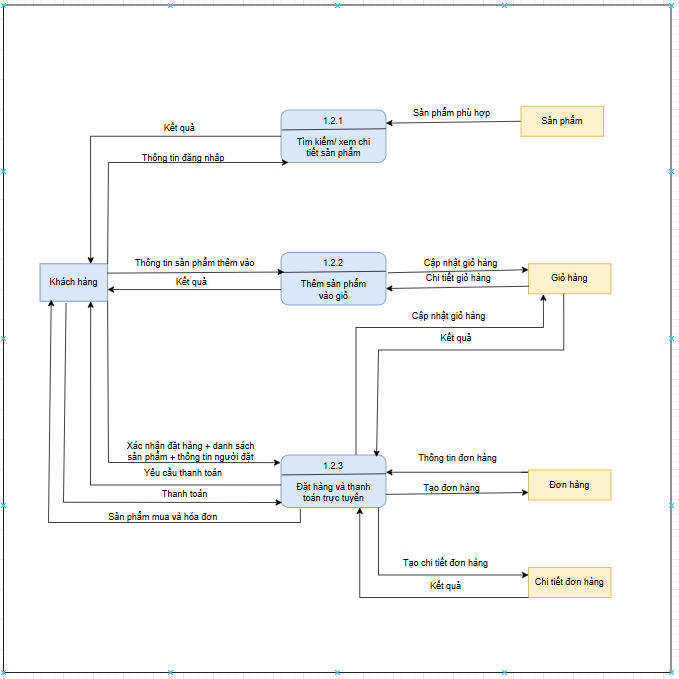 Sản phẩm phù hợp
1.2.1
Sản phẩm
Kết quả
Tìm kiếm/ xem chi
tiết sản phẩm
Thông tin đăng nhập
1.2.2
Thông tin sản phẩm thêm vào
Cập nhật giỏ hàng
Khách hàng
Kết quả
Thêm sản phẩm
vào giỏ
Chi tiết giỏ hàng
Giỏ hàng
Cập nhật giỏ hàng
Kết quả
Xác nhận đặt hàng + danh sách
sản phẩm + thông tin người đặt
Thông tin đơn hàng
1.2.3
Yêu cầu thanh toán
Đặt hàng và thanh
toán trực tuyến
Tạo đơn hàng
Đơn hàng
Thanh toán
Sản phẩm mua và hóa đơn
Tạo chi tiết đơn hàng
Chi tiết đơn hàng
Kết quả